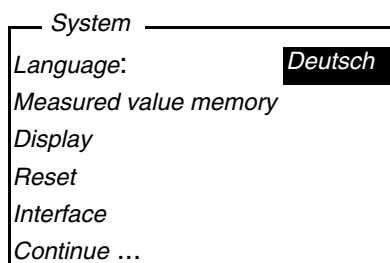 System
Language: Deutsch
Measured value memory
Display
Reset
Interface
Continue ...